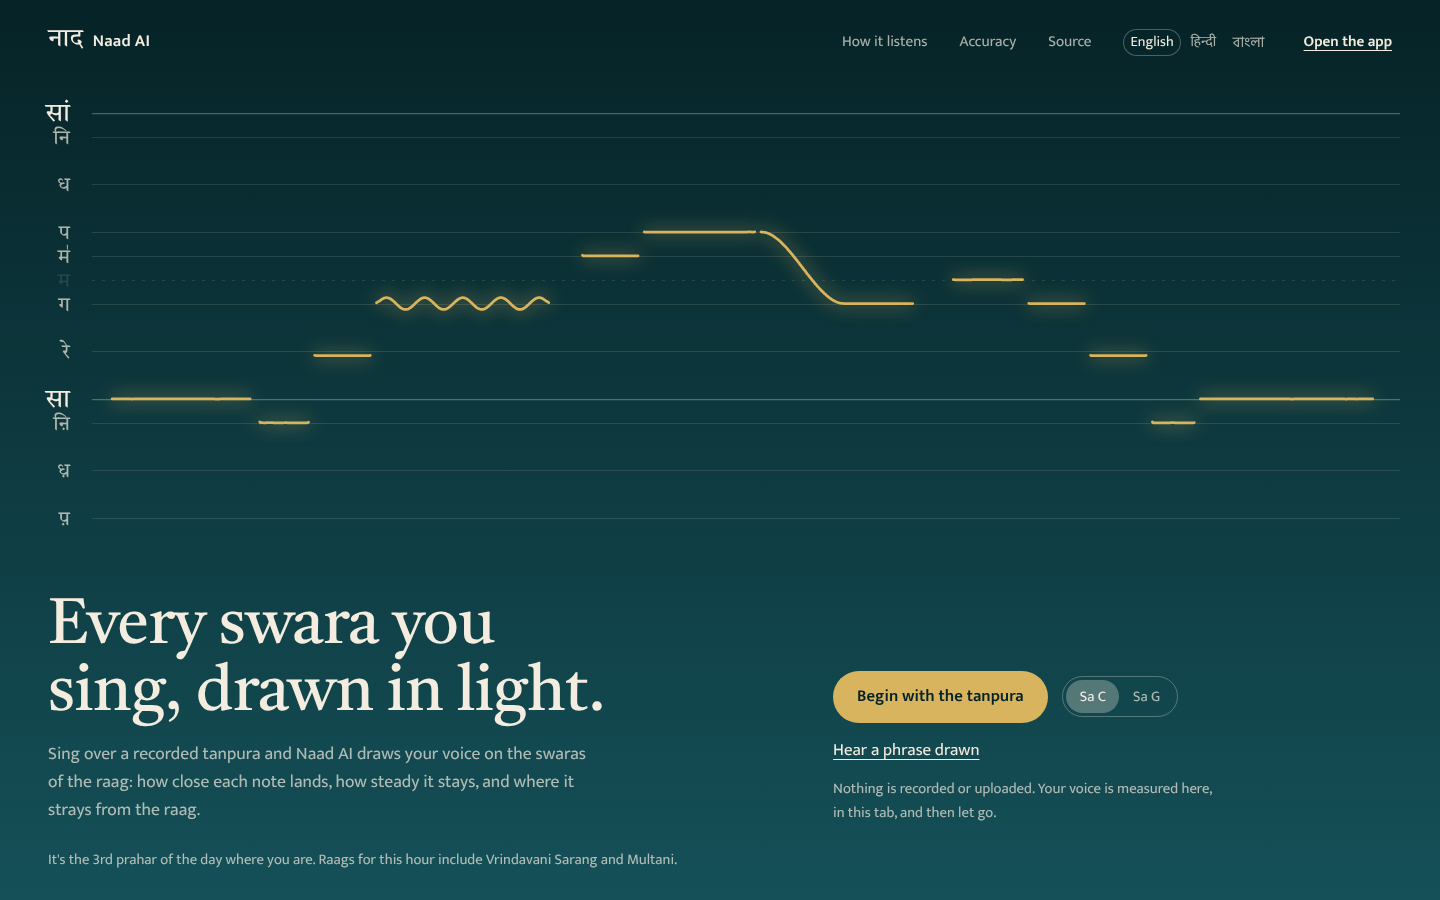 नाद Naad AI
How it listens Accuracy Source English हिन्दी বাংলা Open the app
सां
नि
ध
प
म॑
म
ग
रे
सा
ऩि
ध़
प़
Every swara you
sing, drawn in light.
Begin with the tanpura Sa C Sa G
Hear a phrase drawn
Sing over a recorded tanpura and Naad AI draws your voice on the swaras
of the raag: how close each note lands, how steady it stays, and where it
strays from the raag.
Nothing is recorded or uploaded. Your voice is measured here,
in this tab, and then let go.
It's the 3rd prahar of the day where you are. Raags for this hour include Vrindavani Sarang and Multani.